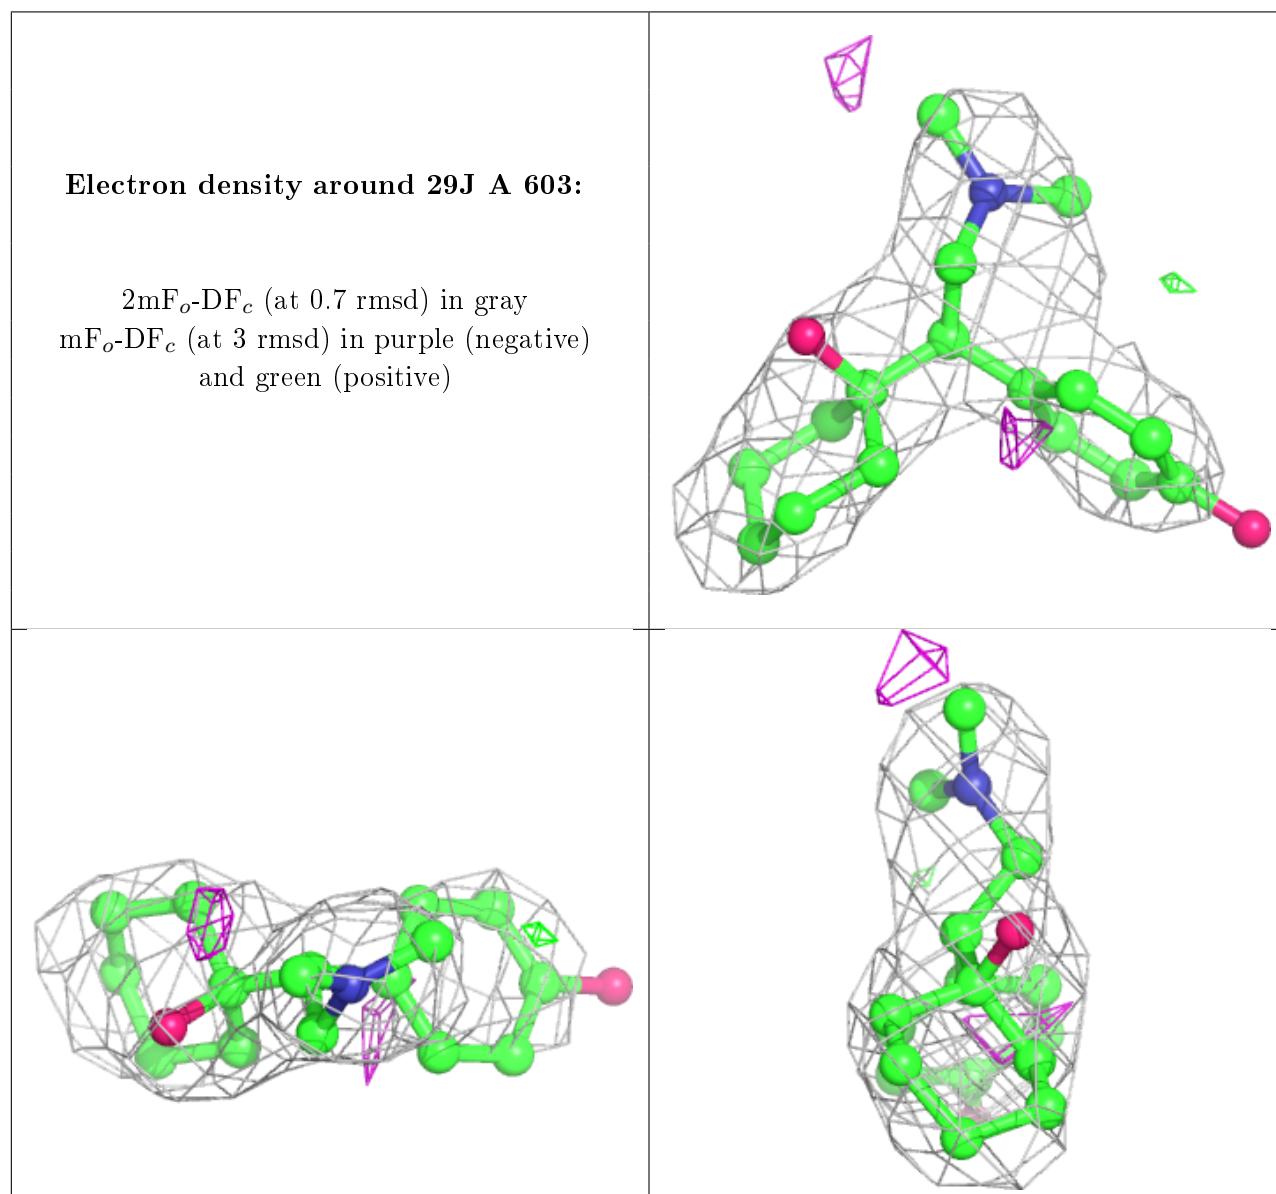 Electron density around 29J A 603:
2mFₒ-DF𝒸 (at 0.7 rmsd) in gray
mFₒ-DF𝒸 (at 3 rmsd) in purple (negative)
and green (positive)